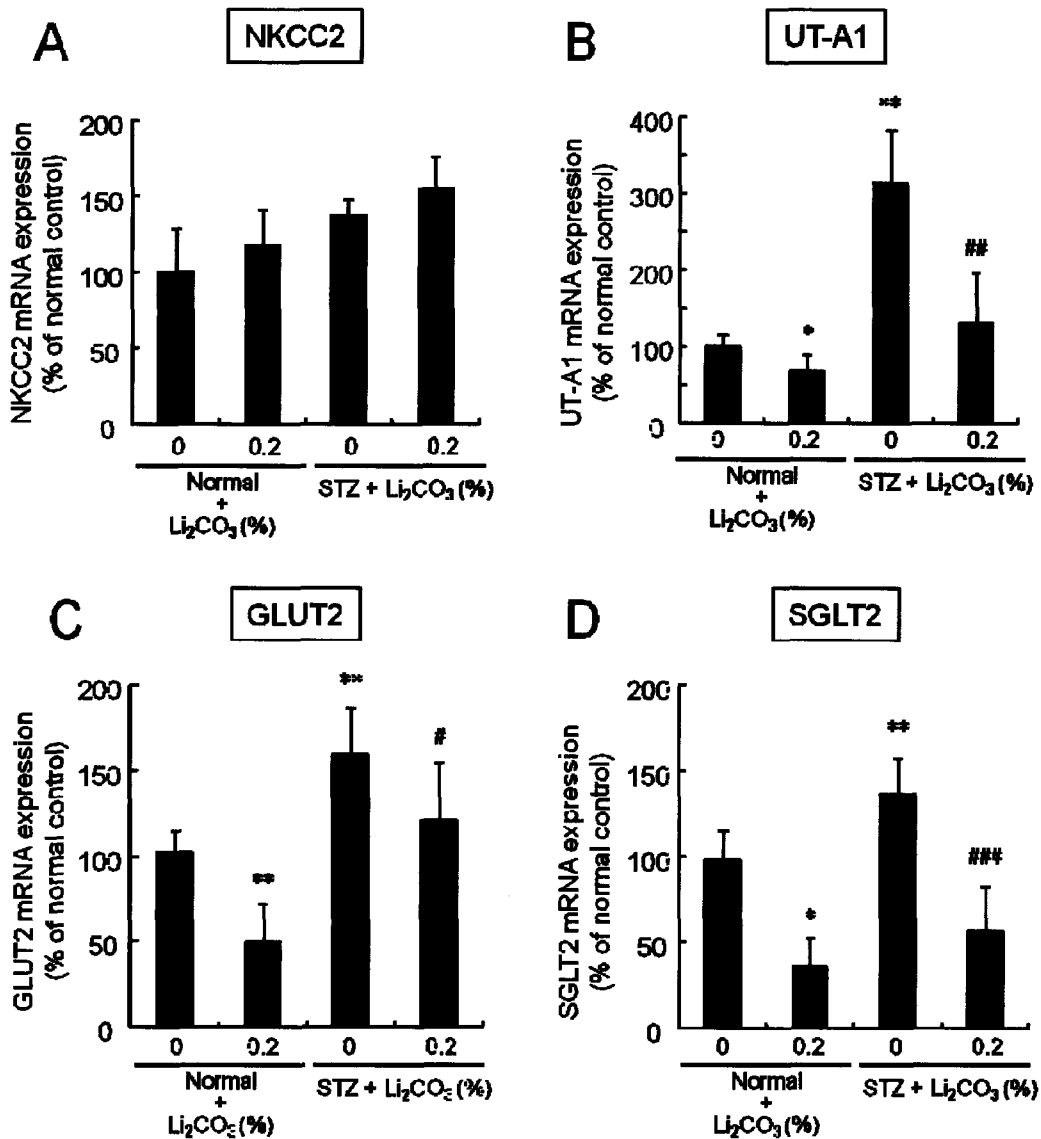 A
NKCC2
NKCC2 mRNA expression
(% of normal control)
200
150
100
50
0
0 0.2 0 0.2
Normal
+
Li₂CO₃(%)
STZ + Li₂CO₃(%)
B
UT-A1
UT-A1 mRNA expression
(% of normal control)
400
300
200
100
0
*
**
##
0 0.2 0 0.2
Normal
+
Li₂CO₃(%)
STZ + Li₂CO₃(%)
C
GLUT2
GLUT2 mRNA expression
(% of normal control)
200
150
100
50
0
**
**
#
0 0.2 0 0.2
Normal
+
Li₂CO₃(%)
STZ + Li₂CO₃(%)
D
SGLT2
SGLT2 mRNA expression
(% of normal control)
200
150
100
50
0
*
**
###
0 0.2 0 0.2
Normal
+
Li₂CO₃(%)
STZ + Li₂CO₃(%)